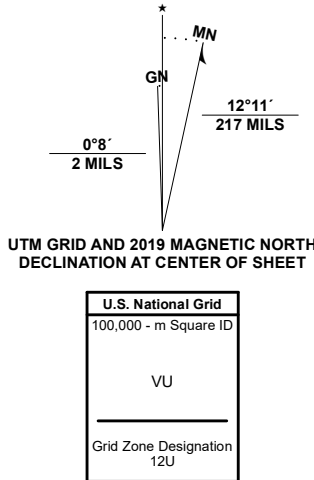 ★
MN
GN
12°11´
217 MILS
0°8´
2 MILS
UTM GRID AND 2019 MAGNETIC NORTH
DECLINATION AT CENTER OF SHEET
U.S. National Grid
100,000 - m Square ID
VU
Grid Zone Designation
12U